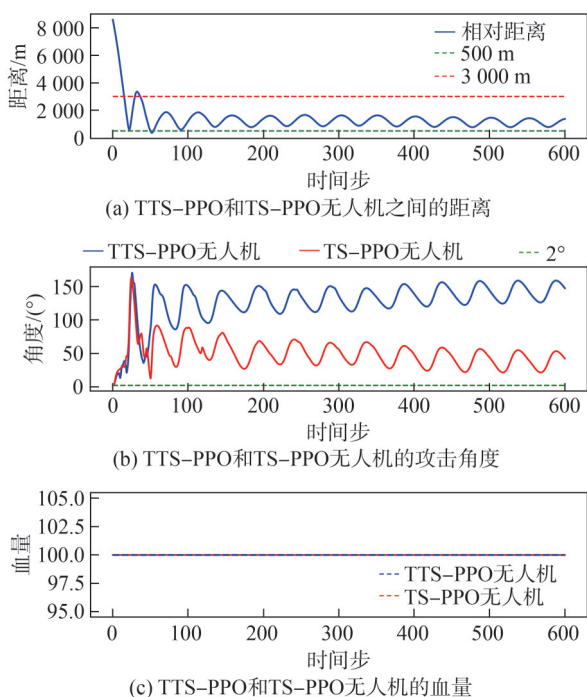 8 000
6 000
4 000
2 000
0
距离/m
相对距离
500 m
3 000 m
0 100 200 300 400 500 600
时间步
(a) TTS–PPO和TS–PPO无人机之间的距离
TTS–PPO无人机 TS–PPO无人机 2°
150
100
50
0
角度/(°)
0 100 200 300 400 500 600
时间步
(b) TTS–PPO和TS–PPO无人机的攻击角度
105.0
102.5
100.0
97.5
95.0
血量
TTS–PPO无人机
TS–PPO无人机
0 100 200 300 400 500 600
时间步
(c) TTS–PPO和TS–PPO无人机的血量